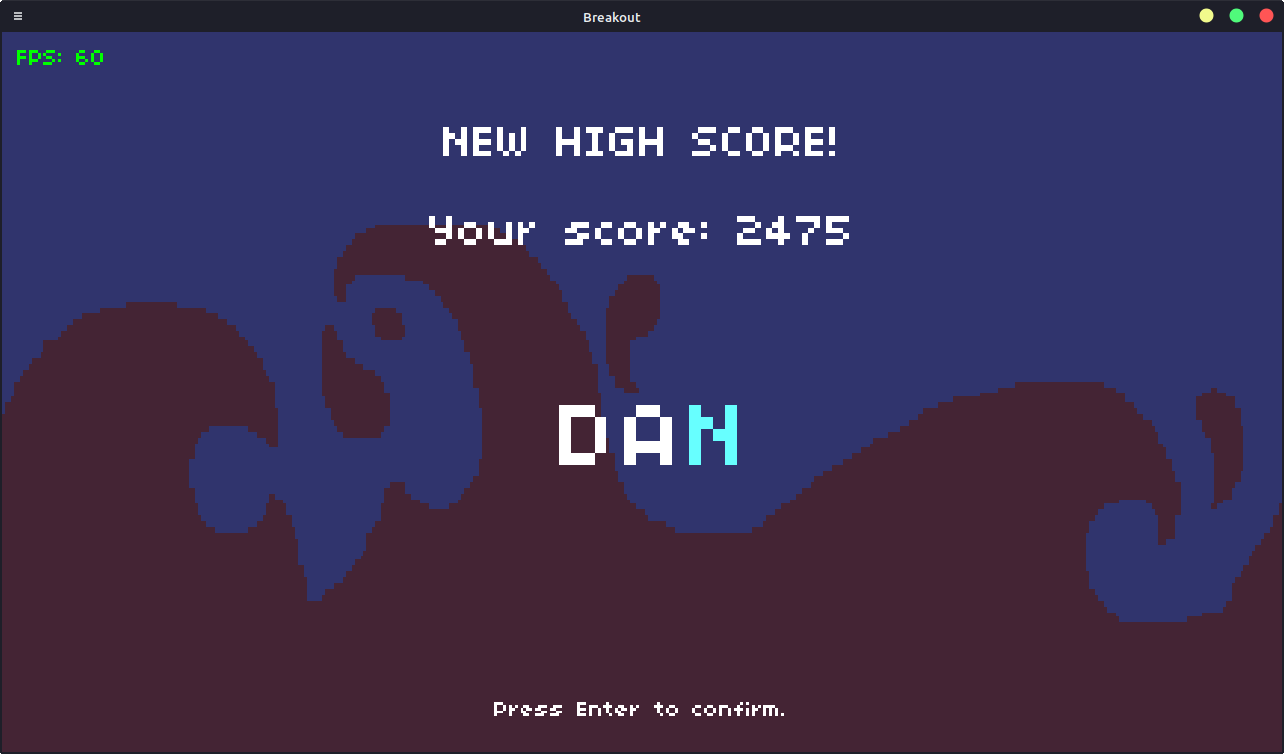 Breakout
FPS: 60
NEW HIGH SCORE!
Your score: 2475
DAN
Press Enter to confirm.